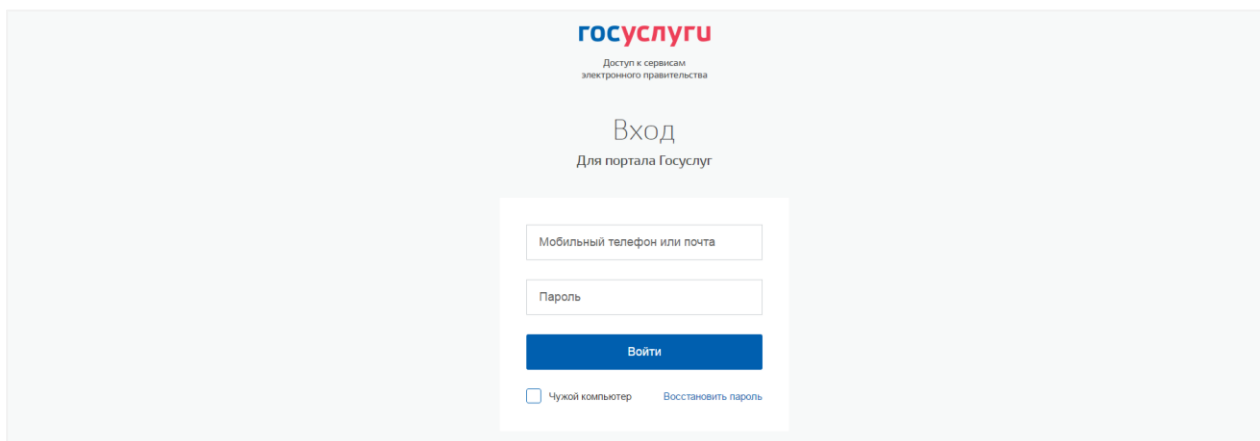 госуслуги
Доступ к сервисам
электронного правительства
Вход
Для портала Госуслуг
Мобильный телефон или почта
Пароль
Войти
Чужой компьютер
Восстановить пароль